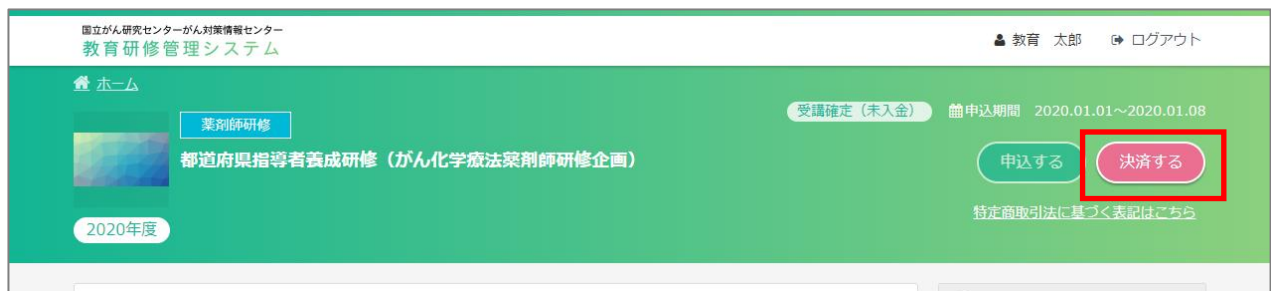 国立がん研究センターがん対策情報センター
教育研修管理システム
教育 太郎 ログアウト
ホーム
受講確定（未入金） 申込期間 2020.01.01～2020.01.08
薬剤師研修
都道府県指導者養成研修（がん化学療法薬剤師研修企画）
申込する 決済する
特定商取引法に基づく表記はこちら
2020年度